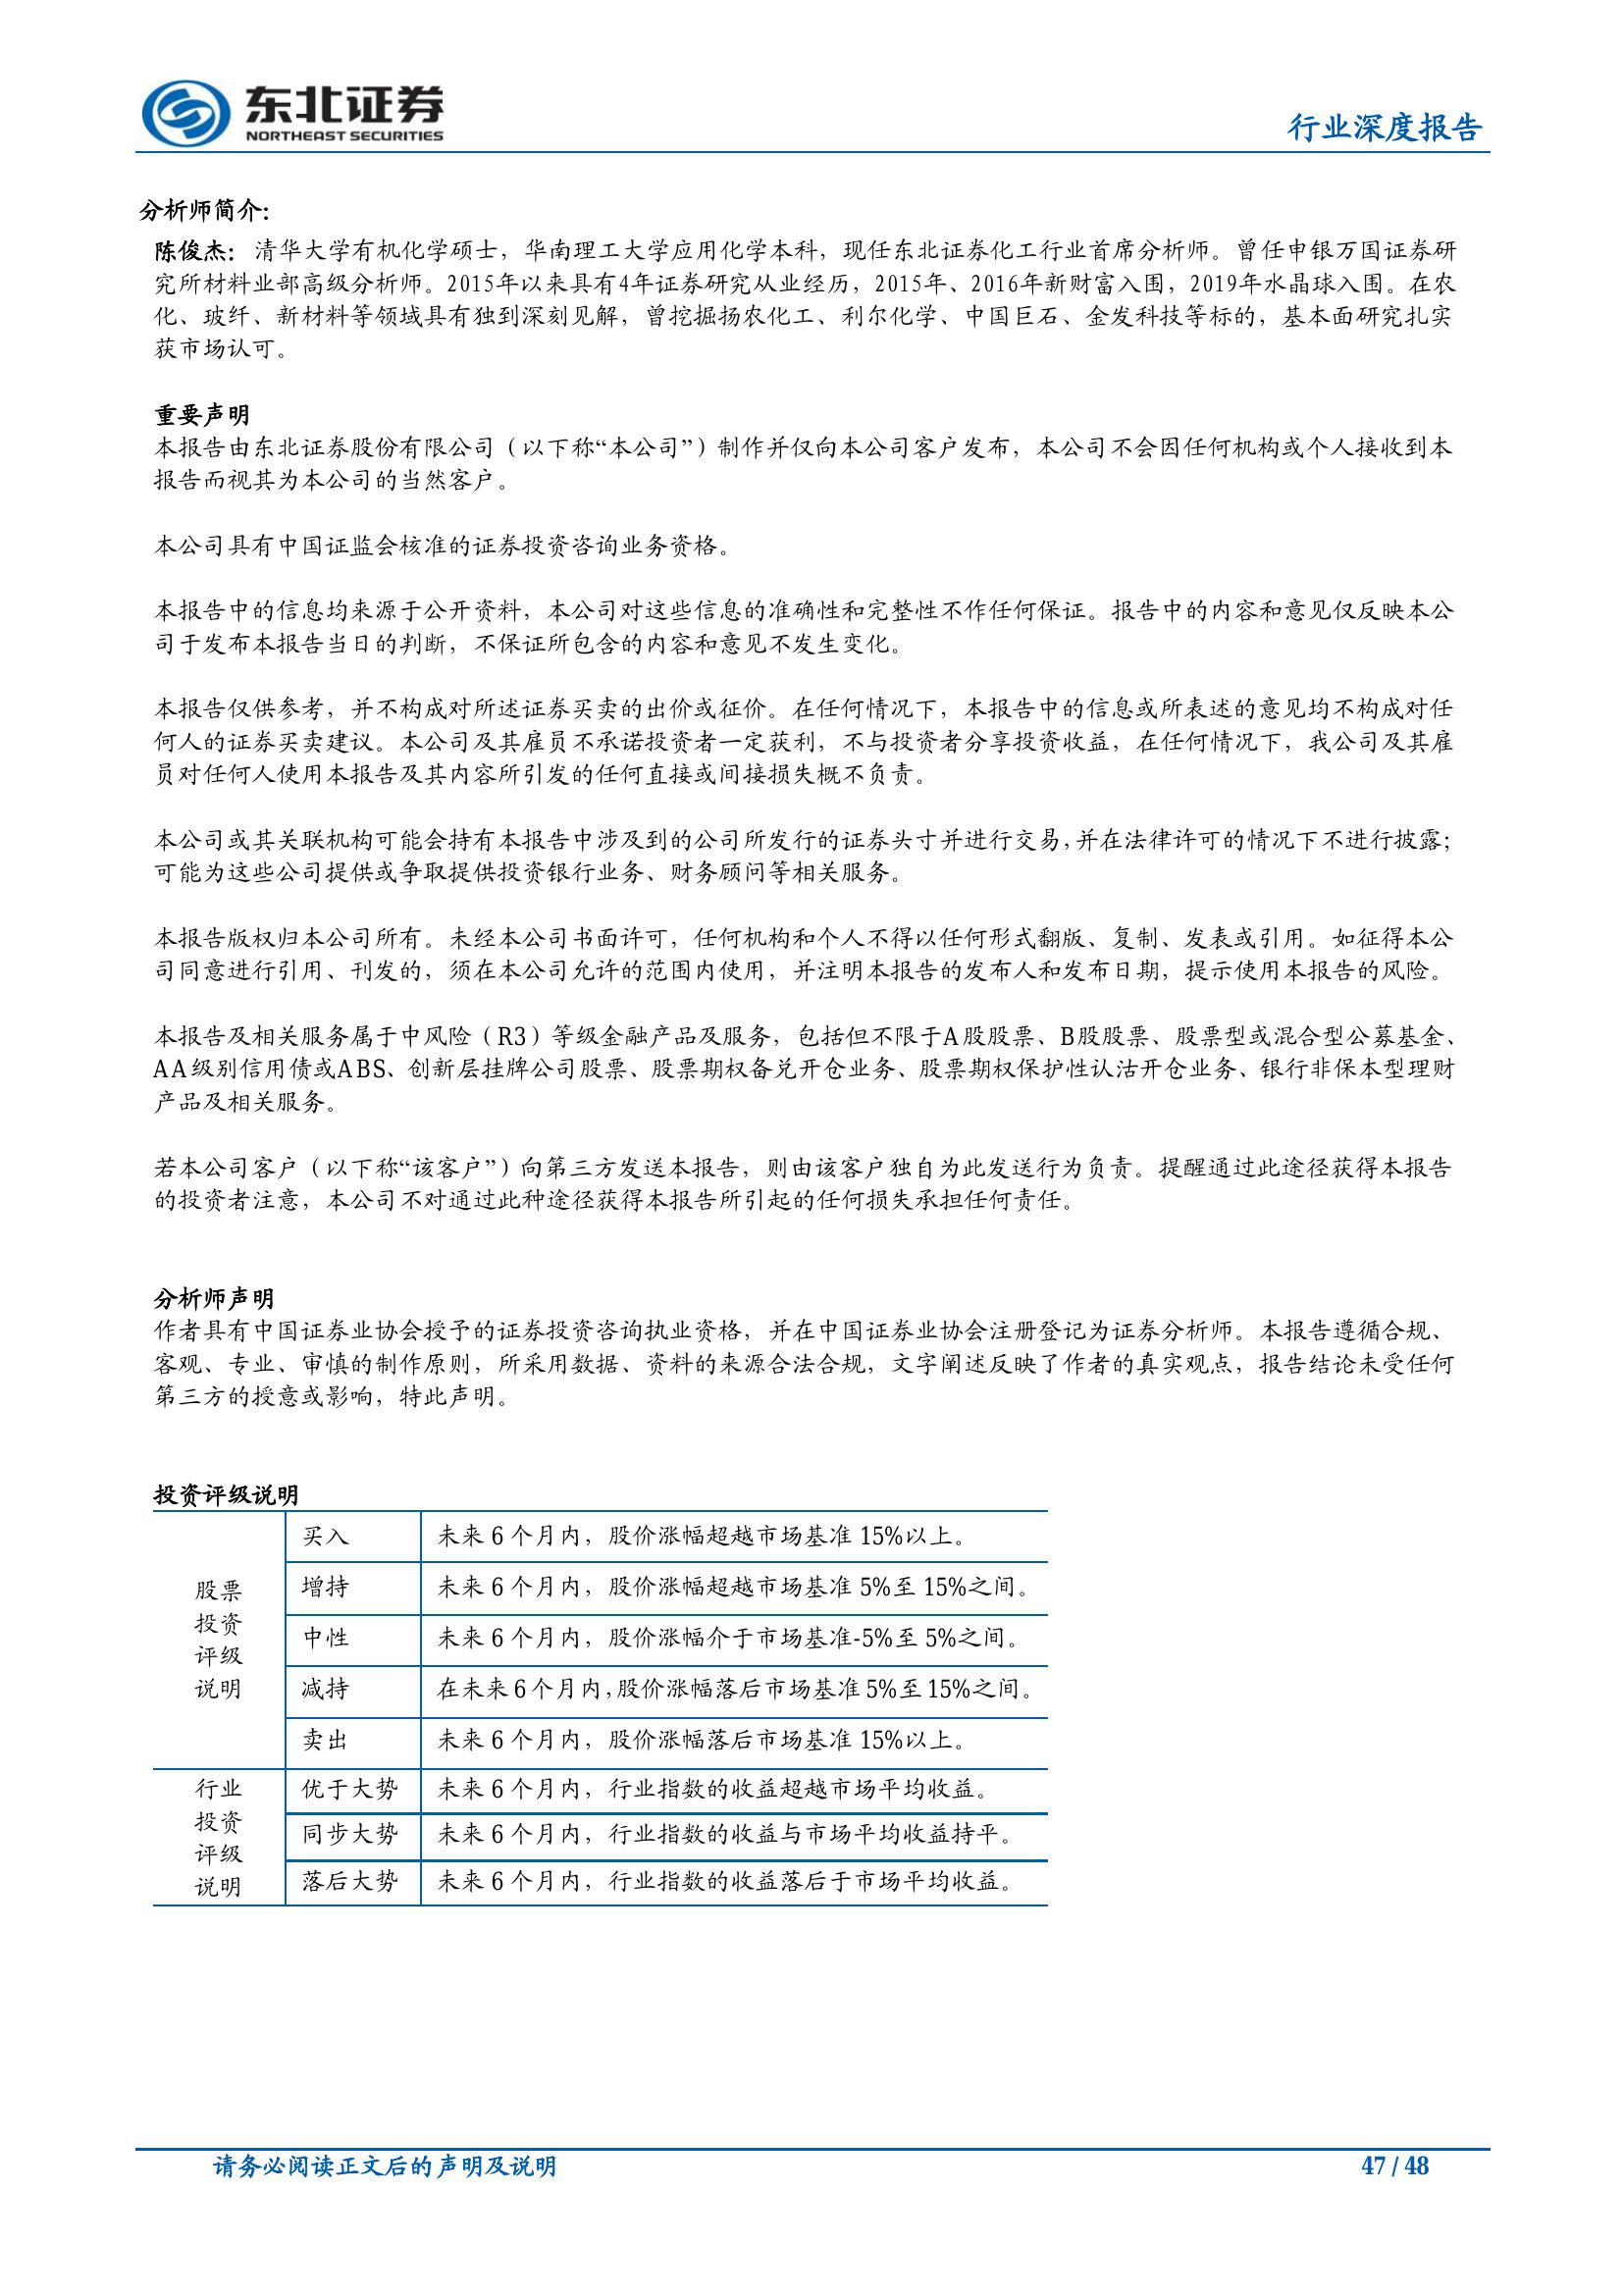 东北证券
NORTHEAST SECURITIES
行业深度报告
分析师简介：
陈俊杰：清华大学有机化学硕士，华南理工大学应用化学本科，现任东北证券化工行业首席分析师。曾任申银万国证券研
究所材料业部高级分析师。2015年以来具有4年证券研究从业经历，2015年、2016年新财富入围，2019年水晶球入围。在农
化、玻纤、新材料等领域具有独到深刻见解，曾挖掘扬农化工、利尔化学、中国巨石、金发科技等标的，基本面研究扎实
获市场认可。
重要声明
本报告由东北证券股份有限公司（以下称“本公司”）制作并仅向本公司客户发布，本公司不会因任何机构或个人接收到本
报告而视其为本公司的当然客户。
本公司具有中国证监会核准的证券投资咨询业务资格。
本报告中的信息均来源于公开资料，本公司对这些信息的准确性和完整性不作任何保证。报告中的内容和意见仅反映本公
司于发布本报告当日的判断，不保证所包含的内容和意见不发生变化。
本报告仅供参考，并不构成对所述证券买卖的出价或征价。在任何情况下，本报告中的信息或所表述的意见均不构成对任
何人的证券买卖建议。本公司及其雇员不承诺投资者一定获利，不与投资者分享投资收益，在任何情况下，我公司及其雇
员对任何人使用本报告及其内容所引发的任何直接或间接损失概不负责。
本公司或其关联机构可能会持有本报告中涉及到的公司所发行的证券头寸并进行交易，并在法律许可的情况下不进行披露；
可能为这些公司提供或争取提供投资银行业务、财务顾问等相关服务。
本报告版权归本公司所有。未经本公司书面许可，任何机构和个人不得以任何形式翻版、复制、发表或引用。如征得本公
司同意进行引用、刊发的，须在本公司允许的范围内使用，并注明本报告的发布人和发布日期，提示使用本报告的风险。
本报告及相关服务属于中风险（R3）等级金融产品及服务，包括但不限于A股股票、B股股票、股票型或混合型公募基金、
AA级别信用债或ABS、创新层挂牌公司股票、股票期权备兑开仓业务、股票期权保护性认沽开仓业务、银行非保本型理财
产品及相关服务。
若本公司客户（以下称“该客户”）向第三方发送本报告，则由该客户独自为此发送行为负责。提醒通过此途径获得本报告
的投资者注意，本公司不对通过此种途径获得本报告所引起的任何损失承担任何责任。
分析师声明
作者具有中国证券业协会授予的证券投资咨询执业资格，并在中国证券业协会注册登记为证券分析师。本报告遵循合规、
客观、专业、审慎的制作原则，所采用数据、资料的来源合法合规，文字阐述反映了作者的真实观点，报告结论未受任何
第三方的授意或影响，特此声明。
投资评级说明
股票
投资
评级
说明
买入 未来 6 个月内，股价涨幅超越市场基准 15%以上。
增持 未来 6 个月内，股价涨幅超越市场基准 5%至 15%之间。
中性 未来 6 个月内，股价涨幅介于市场基准-5%至 5%之间。
减持 在未来 6 个月内，股价涨幅落后市场基准 5%至 15%之间。
卖出 未来 6 个月内，股价涨幅落后市场基准 15%以上。
行业
投资
评级
说明
优于大势 未来 6 个月内，行业指数的收益超越市场平均收益。
同步大势 未来 6 个月内，行业指数的收益与市场平均收益持平。
落后大势 未来 6 个月内，行业指数的收益落后于市场平均收益。
请务必阅读正文后的声明及说明
47 / 48